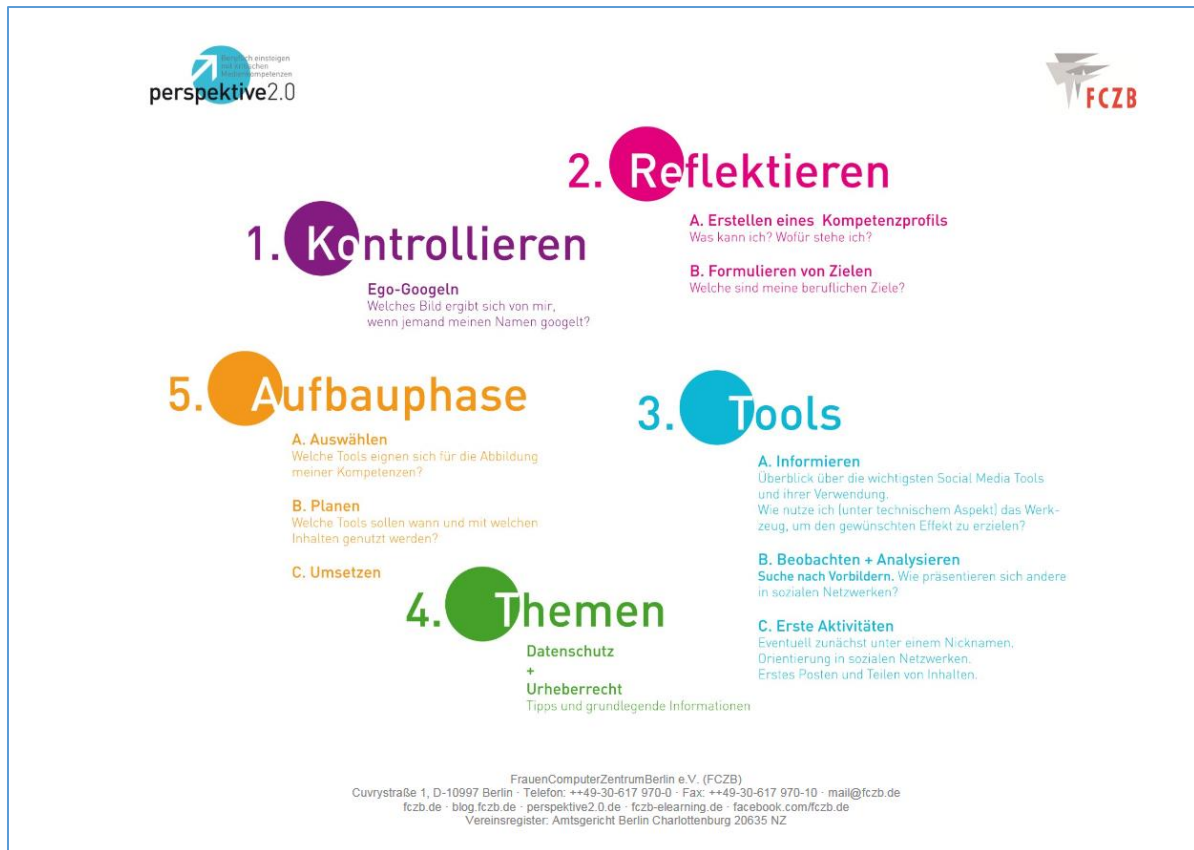 Beruflich einsteigen
mit kritischen
Medienkompetenzen
perspektive2.0
FCZB
1. Kontrollieren
Ego-Googeln
Welches Bild ergibt sich von mir,
wenn jemand meinen Namen googelt?
2. Reflektieren
A. Erstellen eines Kompetenzprofils
Was kann ich? Wofür stehe ich?
B. Formulieren von Zielen
Welche sind meine beruflichen Ziele?
3. Tools
A. Informieren
Überblick über die wichtigsten Social Media Tools
und ihrer Verwendung.
Wie nutze ich (unter technischem Aspekt) das Werk-
zeug, um den gewünschten Effekt zu erzielen?
B. Beobachten + Analysieren
Suche nach Vorbildern. Wie präsentieren sich andere
in sozialen Netzwerken?
C. Erste Aktivitäten
Eventuell zunächst unter einem Nicknamen.
Orientierung in sozialen Netzwerken.
Erstes Posten und Teilen von Inhalten.
4. Themen
Datenschutz
+
Urheberrecht
Tipps und grundlegende Informationen
5. Aufbauphase
A. Auswählen
Welche Tools eignen sich für die Abbildung
meiner Kompetenzen?
B. Planen
Welche Tools sollen wann und mit welchen
Inhalten genutzt werden?
C. Umsetzen
FrauenComputerZentrumBerlin e.V. (FCZB)
Cuvrystraße 1, D-10997 Berlin · Telefon: ++49-30-617 970-0 · Fax: ++49-30-617 970-10 · mail@fczb.de
fczb.de · blog.fczb.de · perspektive2.0.de · fczb-elearning.de · facebook.com/fczb.de
Vereinsregister: Amtsgericht Berlin Charlottenburg 20635 NZ